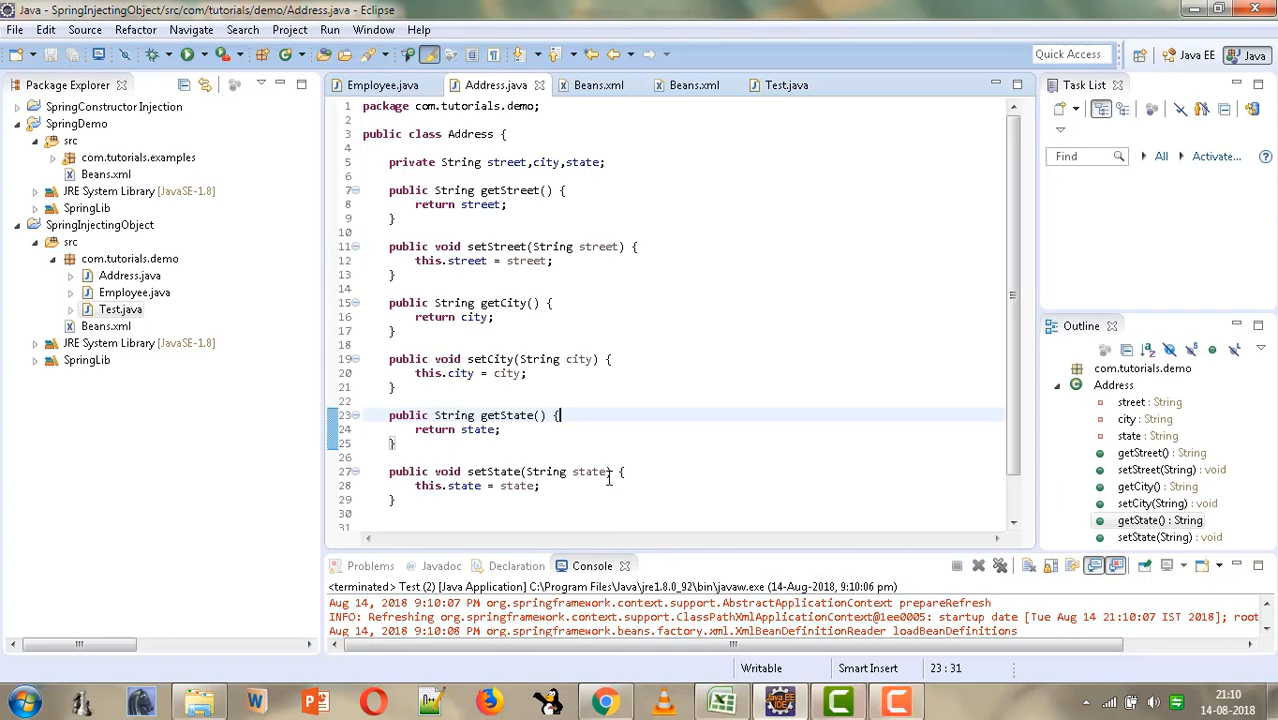 Java - SpringInjectingObject/src/com/tutorials/demo/Address.java - Eclipse
File Edit Source Refactor Navigate Search Project Run Window Help
Quick Access
Java EE
Java
Package Explorer
SpringConstructor Injection
SpringDemo
src
com.tutorials.examples
Beans.xml
JRE System Library [JavaSE-1.8]
SpringLib
SpringInjectingObject
src
com.tutorials.demo
Address.java
Employee.java
Test.java
Beans.xml
JRE System Library [JavaSE-1.8]
SpringLib
Employee.java Address.java Beans.xml Beans.xml Test.java
1 package com.tutorials.demo;
2
3 public class Address {
4
5 private String street,city,state;
6
7 public String getStreet() {
8 return street;
9 }
10
11 public void setStreet(String street) {
12 this.street = street;
13 }
14
15 public String getCity() {
16 return city;
17 }
18
19 public void setCity(String city) {
20 this.city = city;
21 }
22
23 public String getState() {
24 return state;
25 }
26
27 public void setState(String state) {
28 this.state = state;
29 }
30
31
Task List
Find All Activate...
Outline
com.tutorials.demo
Address
street : String
city : String
state : String
getStreet() : String
setStreet(String) : void
getCity() : String
setCity(String) : void
getState() : String
setState(String) : void
Problems Javadoc Declaration Console
<terminated> Test (2) [Java Application] C:\Program Files\Java\jre1.8.0_92\bin\javaw.exe (14-Aug-2018, 9:10:06 pm)
Aug 14, 2018 9:10:07 PM org.springframework.context.support.AbstractApplicationContext prepareRefresh
INFO: Refreshing org.springframework.context.support.ClassPathXmlApplicationContext@1ee0005: startup date [Tue Aug 14 21:10:07 IST 2018]; root
Aug 14, 2018 9:10:08 PM org.springframework.beans.factory.xml.XmlBeanDefinitionReader loadBeanDefinitions
Writable Smart Insert 23 : 31
21:10
14-08-2018